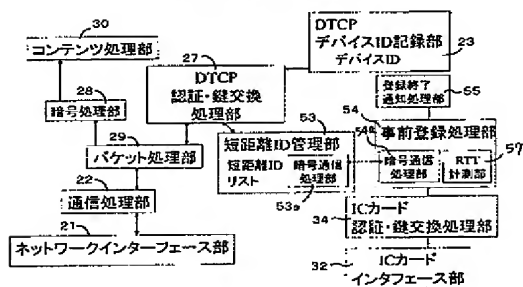 30
コンテンツ処理部
27
DTCP
デバイスID記録部
デバイスID
23
28
暗号処理部
DTCP
認証・鍵交換
処理部
登録終了
通知処理部
55
29
パケット処理部
53
短距離ID管理部
短距離ID
リスト
暗号通信
処理部
53a
54
事前登録処理部
54a
暗号通信
処理部
RTT
計測部
57
22
通信処理部
21
ネットワークインターフェース部
34
ICカード
認証・鍵交換処理部
32
ICカード
インタフェース部